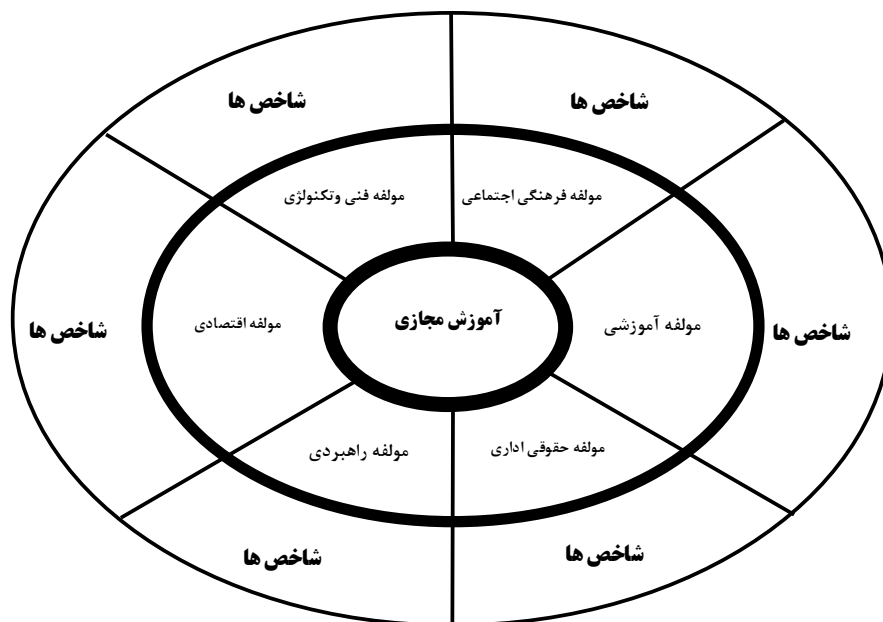 شاخص ها
شاخص ها
مولفه فرهنگی اجتماعی
مولفه فنی وتکنولژی
آموزش مجازی
شاخص ها
مولفه آموزشی
مولفه اقتصادی
شاخص ها
مولفه حقوقی اداری
مولفه راهبردی
شاخص ها
شاخص ها